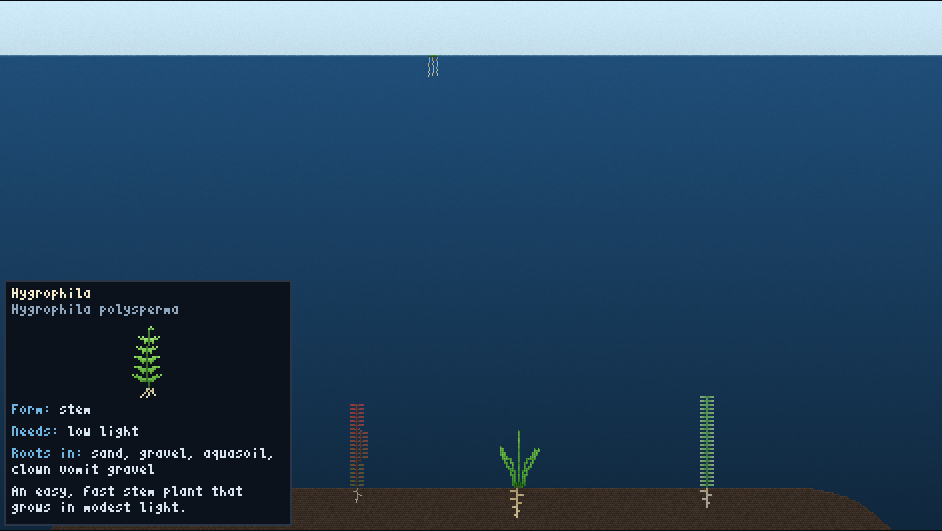 Hygrophila
Hygrophila polysperma
Form: stem
Needs: low light
Roots in: sand, gravel, aquasoil,
clown vomit gravel
An easy, fast stem plant that
grows in modest light.